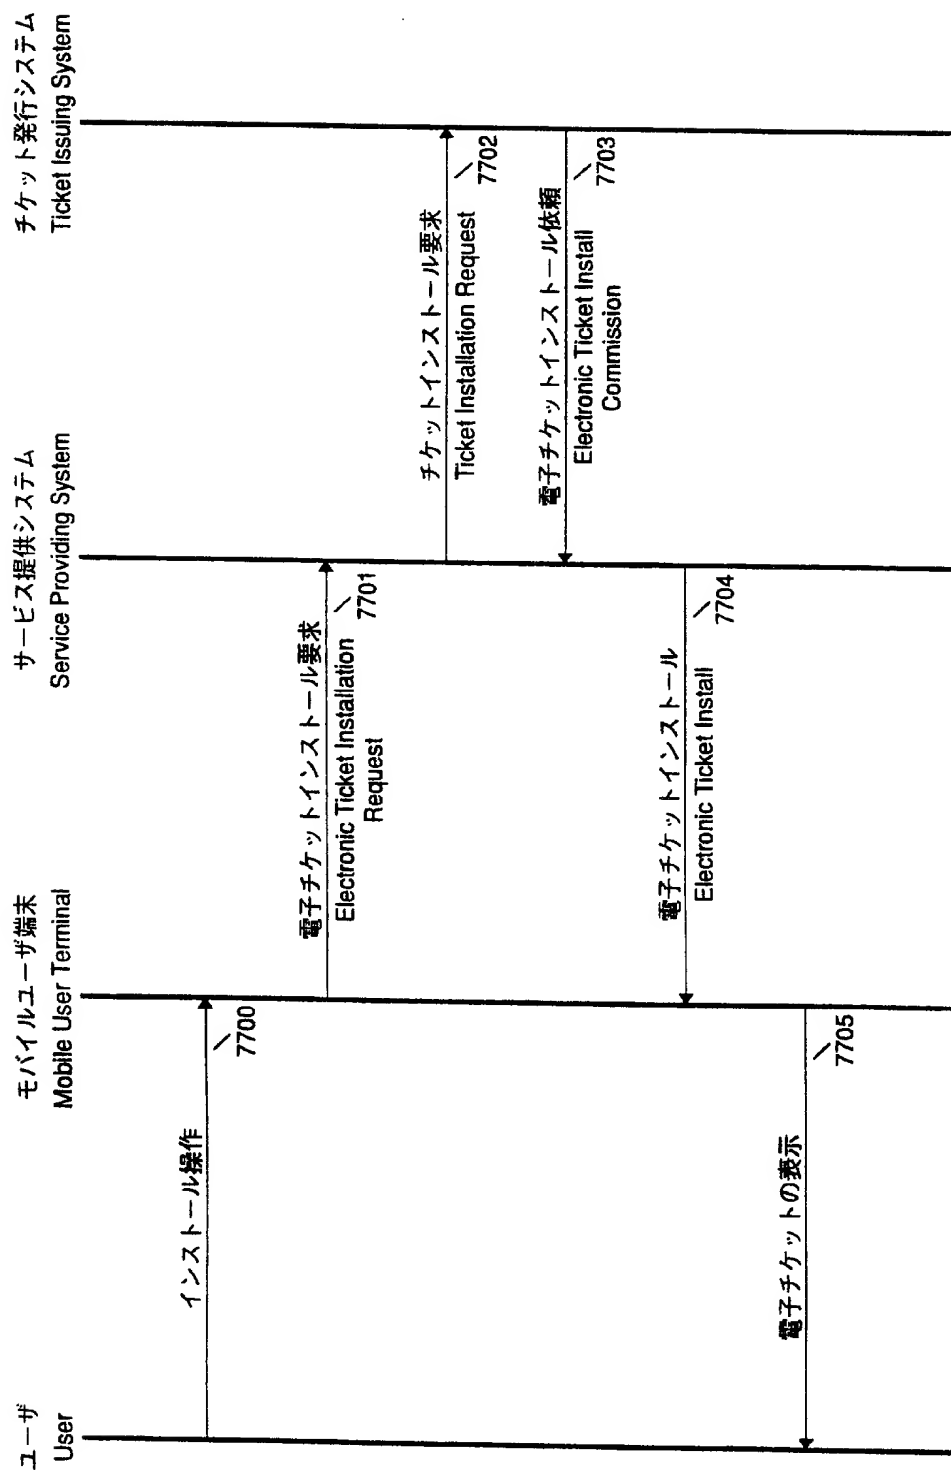 ユーザ
User
モバイルユーザ端末
Mobile User Terminal
サービス提供システム
Service Providing System
チケット発行システム
Ticket Issuing System
インストール操作
7700
電子チケットインストール要求
7701
Electronic Ticket Installation
Request
チケットインストール要求
7702
Ticket Installation Request
電子チケットインストール依頼
7703
Electronic Ticket Install
Commission
電子チケットインストール
7704
Electronic Ticket Install
電子チケットの表示
7705